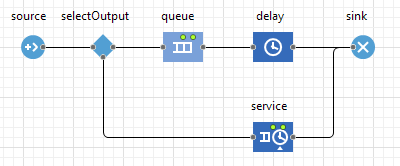 source
selectOutput
queue
delay
sink
service